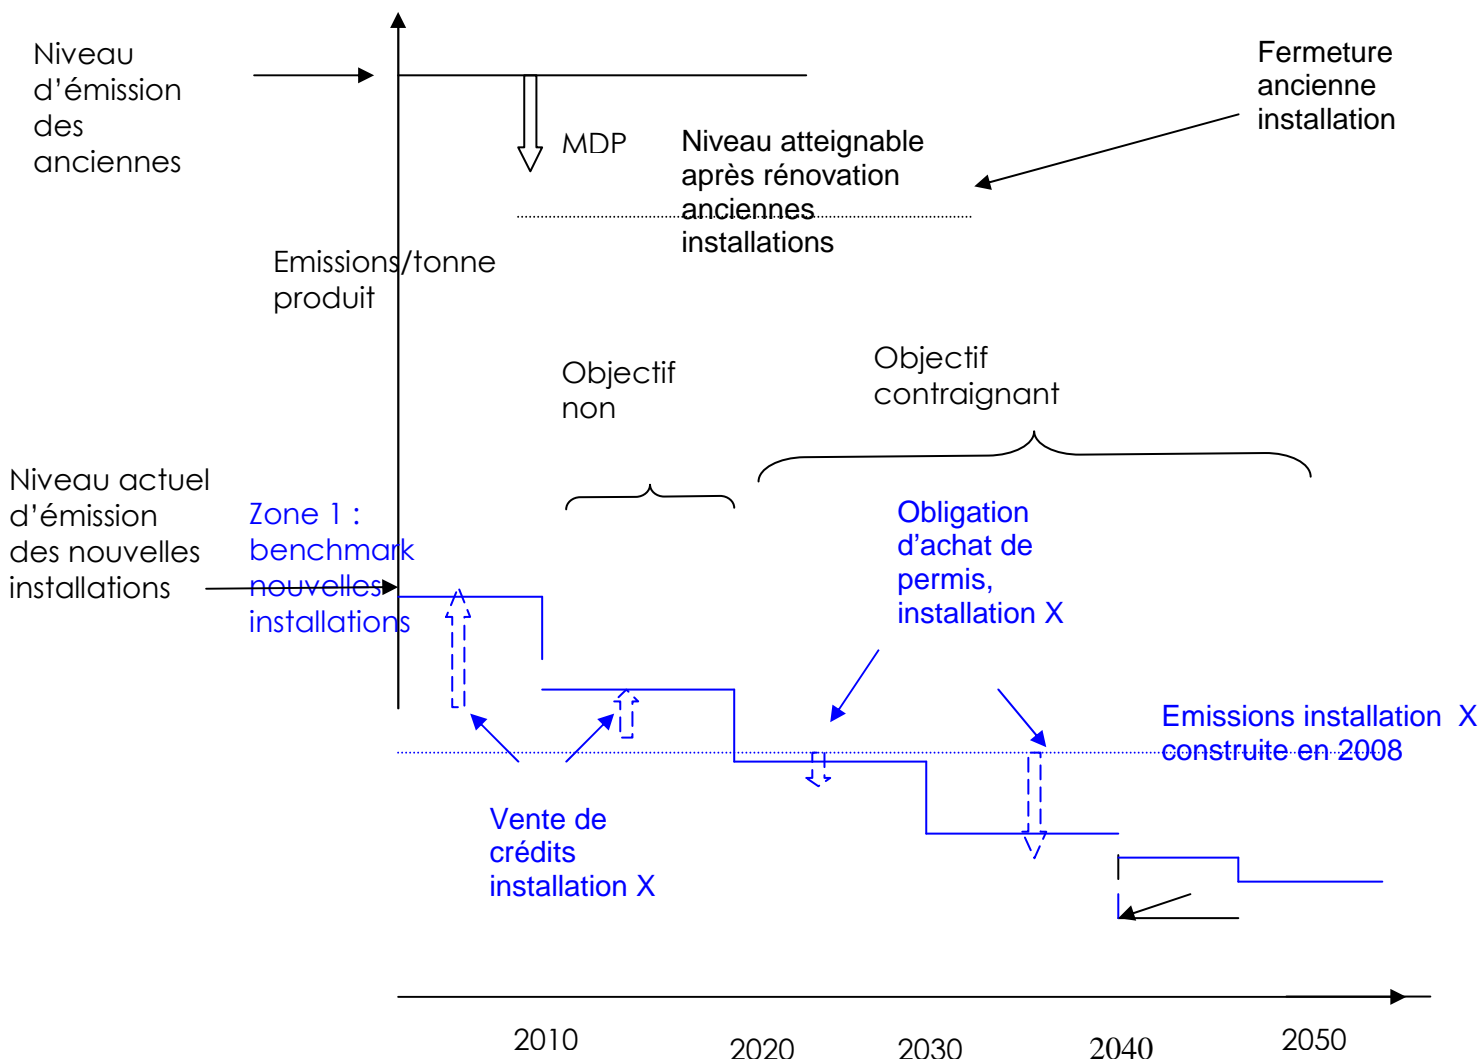 Niveau
d’émission
des
anciennes
Fermeture
ancienne
installation
MDP
Niveau atteignable
après rénovation
anciennes
installations
Emissions/tonne
produit
Objectif
non
Objectif
contraignant
Niveau actuel
d’émission
des nouvelles
installations
Zone 1 :
benchmark
nouvelles
installations
Obligation
d’achat de
permis,
installation X
Emissions installation X
construite en 2008
Vente de
crédits
installation X
2010
2020
2030
2040
2050